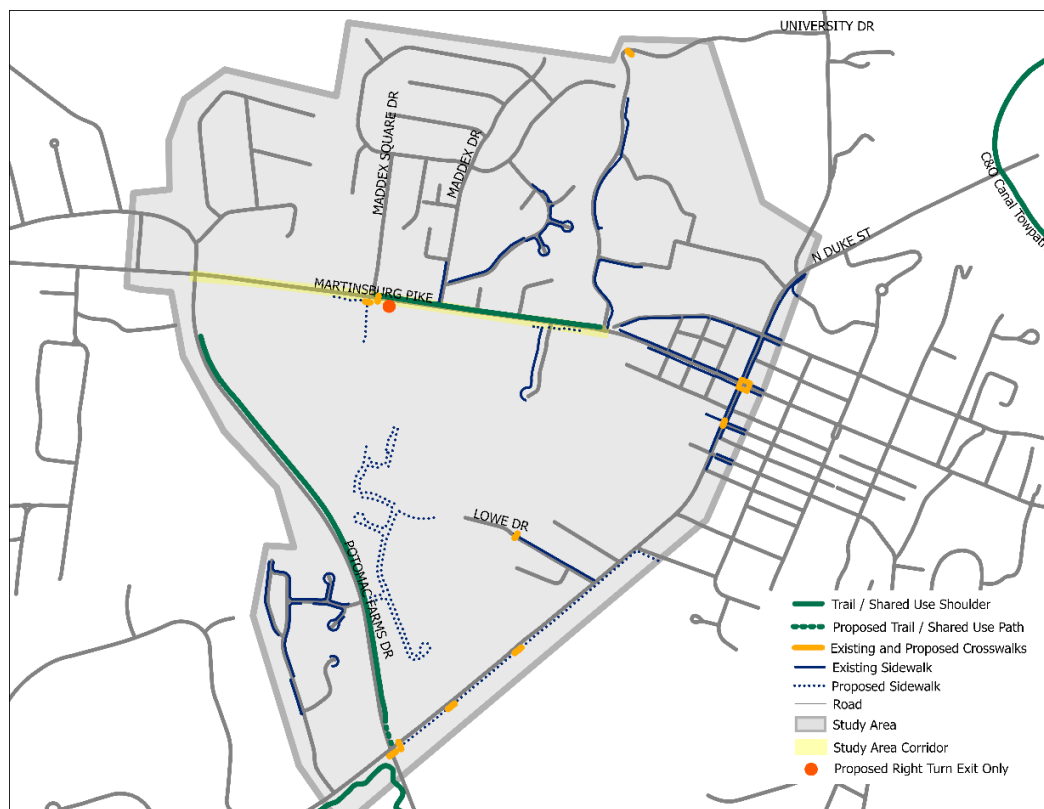 UNIVERSITY DR
MADDEX SQUARE DR
MADDEX DR
C&O Canal Towpath
N DUKE ST
MARTINSBURG PIKE
LOWE DR
POTOMAC FARMS DR
Trail / Shared Use Shoulder
Proposed Trail / Shared Use Path
Existing and Proposed Crosswalks
Existing Sidewalk
Proposed Sidewalk
Road
Study Area
Study Area Corridor
Proposed Right Turn Exit Only